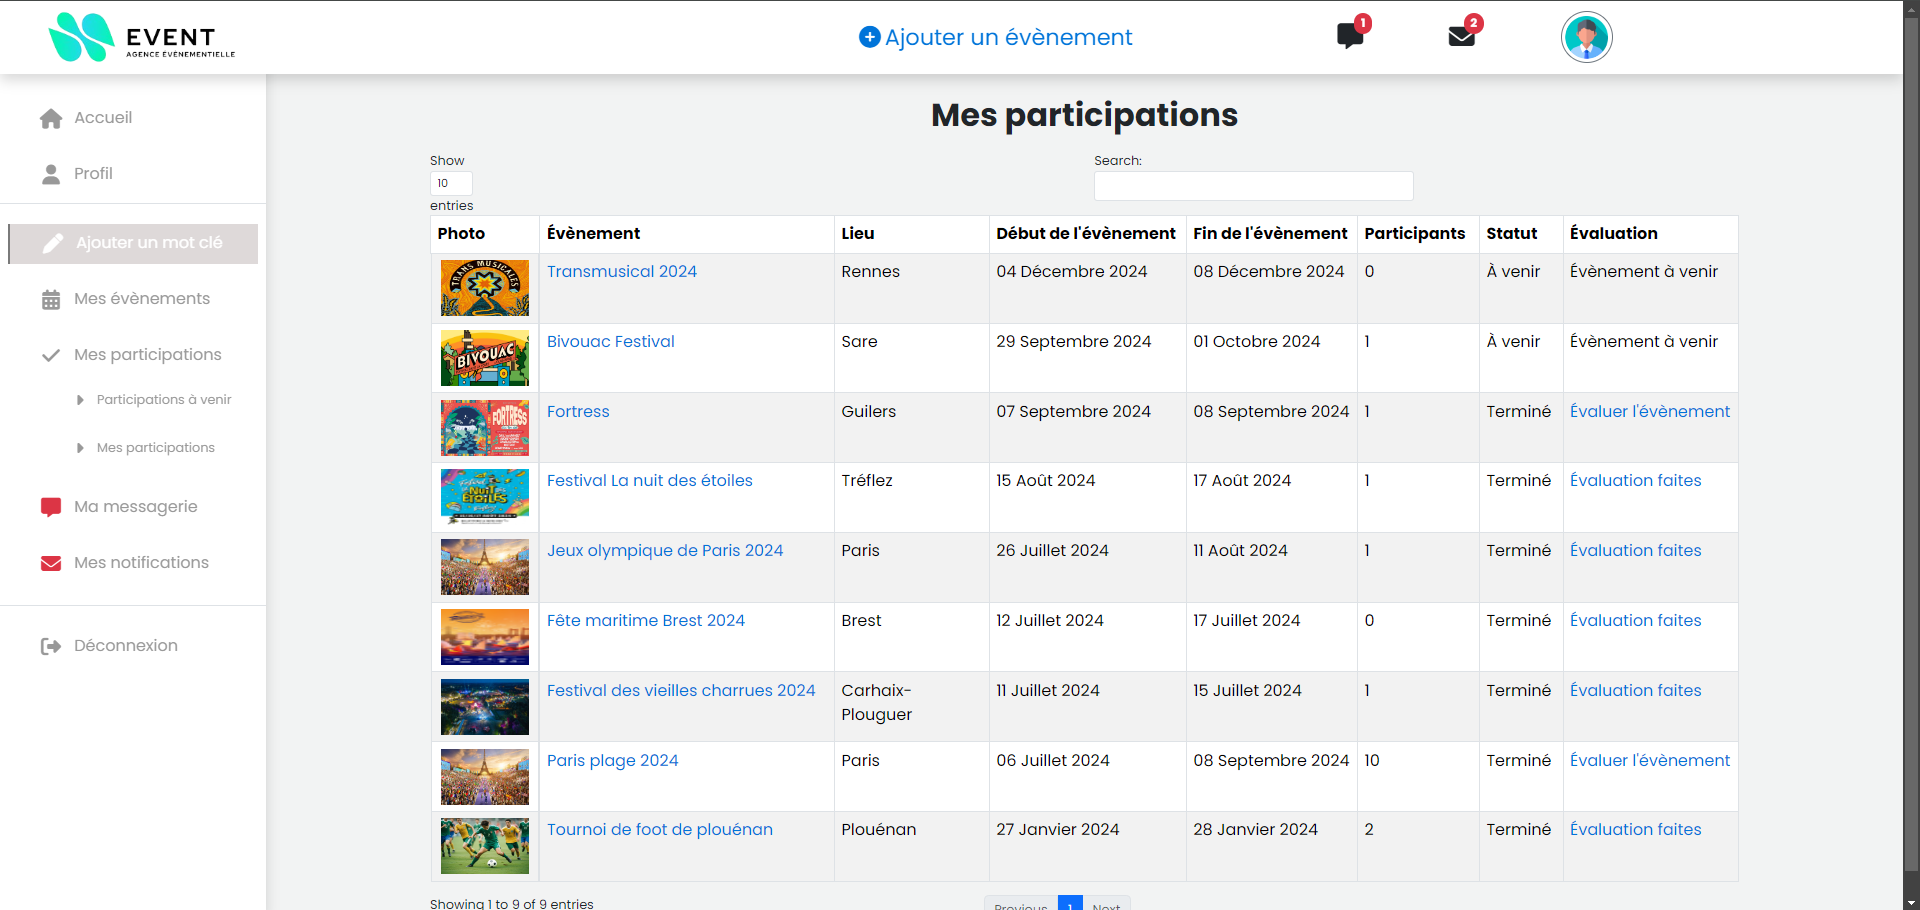 EVENT
AGENCE ÉVÈNEMENTIELLE
Ajouter un évènement
1
2
Accueil
Profil
Ajouter un mot clé
Mes évènements
Mes participations
Participations à venir
Mes participations
Ma messagerie
Mes notifications
Déconnexion
Mes participations
Show
10
entries
Search:
Photo Évènement Lieu Début de l'évènement Fin de l'évènement Participants Statut Évaluation
TRANS MUSICALES
Transmusical 2024 Rennes 04 Décembre 2024 08 Décembre 2024 0 À venir Évènement à venir
BIVOUAC
Bivouac Festival Sare 29 Septembre 2024 01 Octobre 2024 1 À venir Évènement à venir
FORTRESS
Fortress Guilers 07 Septembre 2024 08 Septembre 2024 1 Terminé Évaluer l'évènement
Festival
NUIT DES
ETOILES
Festival La nuit des étoiles Tréflez 15 Août 2024 17 Août 2024 1 Terminé Évaluation faites
Jeux olympique de Paris 2024 Paris 26 Juillet 2024 11 Août 2024 1 Terminé Évaluation faites
Fête maritime Brest 2024 Brest 12 Juillet 2024 17 Juillet 2024 0 Terminé Évaluation faites
Festival des vieilles charrues 2024 Carhaix-Plouguer 11 Juillet 2024 15 Juillet 2024 1 Terminé Évaluation faites
Paris plage 2024 Paris 06 Juillet 2024 08 Septembre 2024 10 Terminé Évaluer l'évènement
Tournoi de foot de plouénan Plouénan 27 Janvier 2024 28 Janvier 2024 2 Terminé Évaluation faites
Showing 1 to 9 of 9 entries
Previous 1 Next